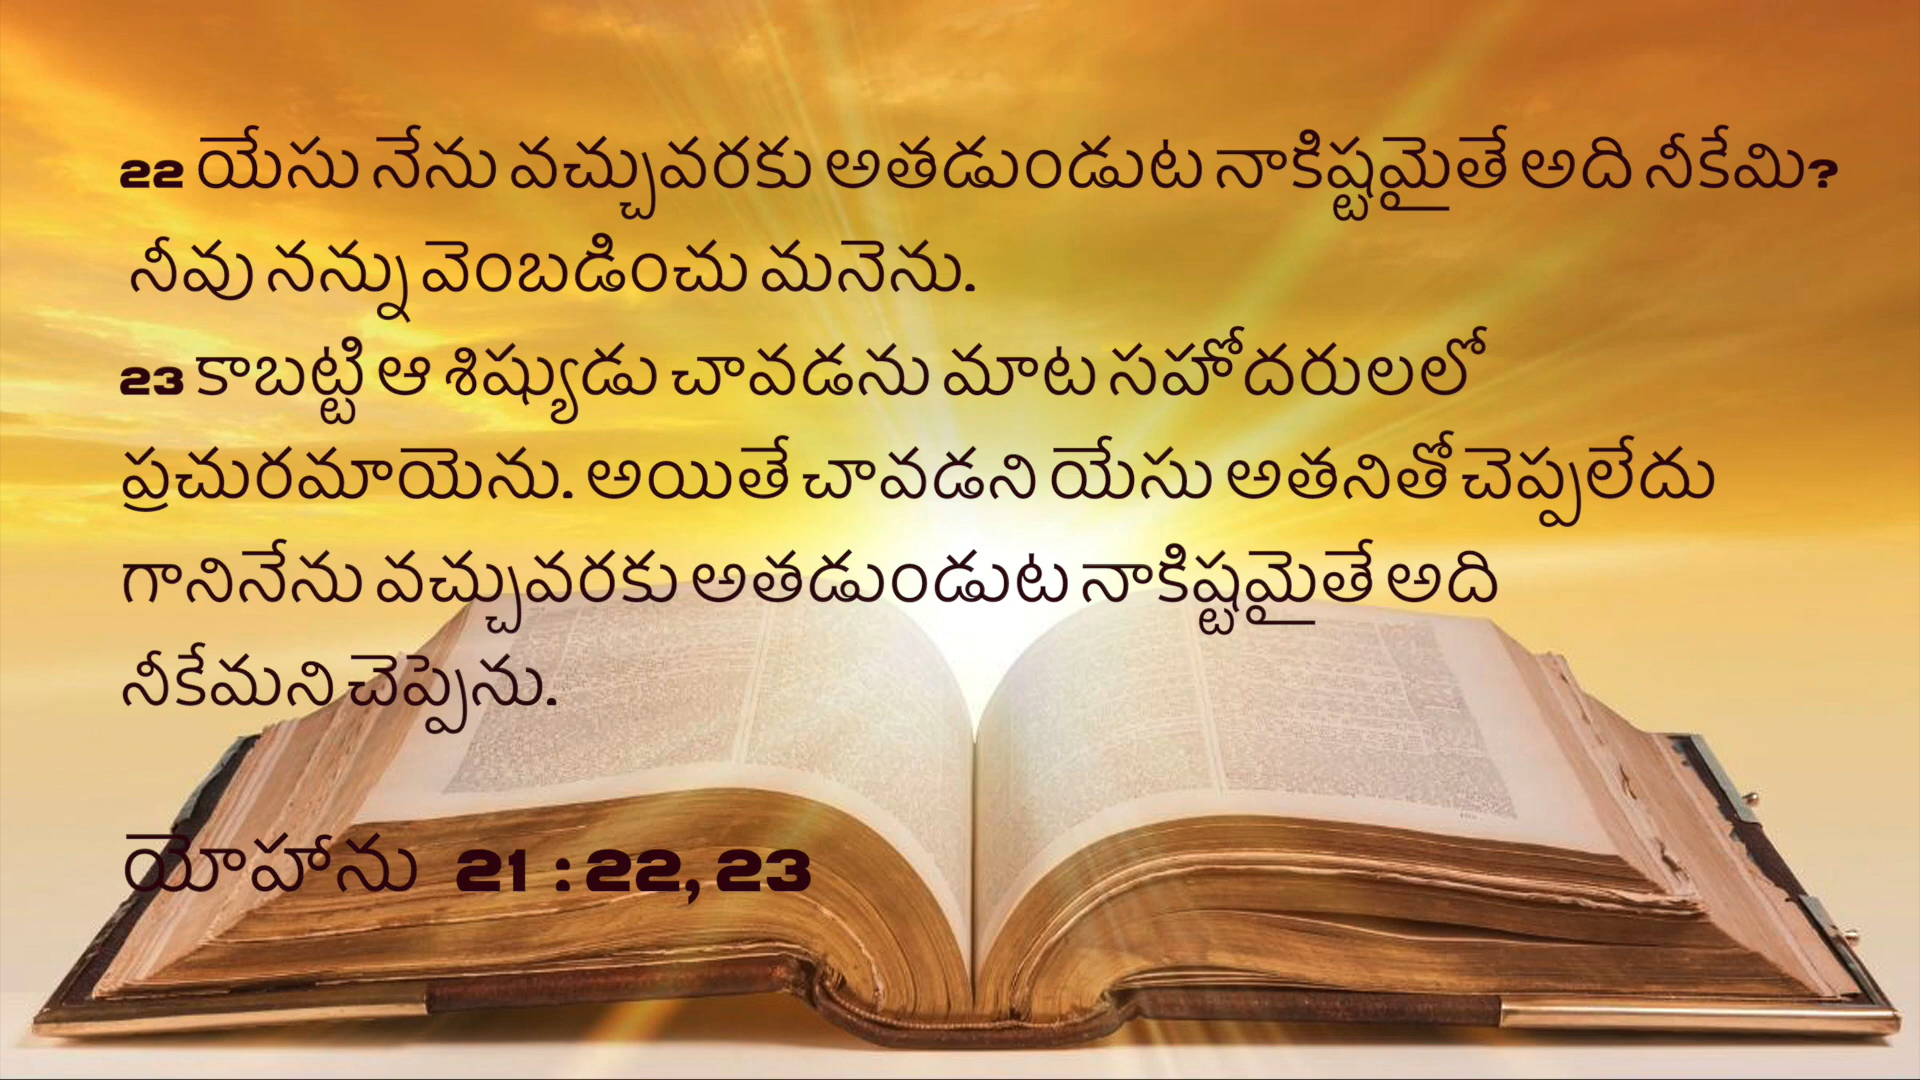 22 యేసు నేను వచ్చువరకు అతడుండుట నాకిష్టమైతే అది నీకేమి?
నీవు నన్ను వెంబడించు మనెను.
23 కాబట్టి ఆ శిష్యుడు చావడను మాట సహోదరులలో
ప్రచురమాయెను. అయితే చావడని యేసు అతనితో చెప్పలేదు
గానినేను వచ్చువరకు అతడుండుట నాకిష్టమైతే అది
నీకేమని చెప్పెను.
యోహాను 21 : 22, 23